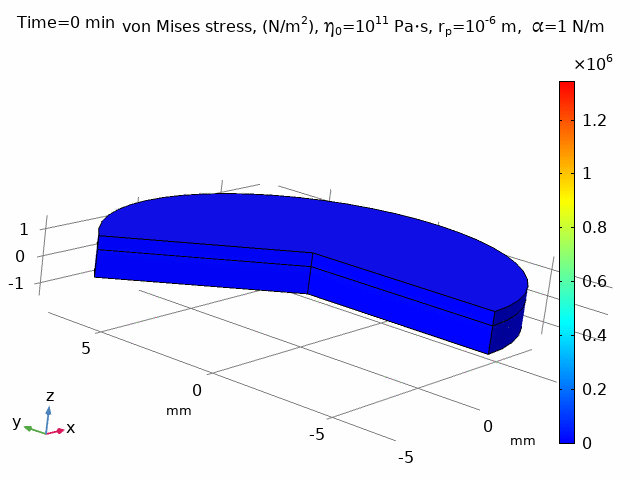 Time=0 min von Mises stress, (N/m²), η₀=10¹¹ Pa·s, rₚ=10⁻⁶ m, α=1 N/m
×10⁶
1.2
1
0.8
0.6
0.4
0.2
0
1
0
-1
5
0
mm
-5
-5
0
mm
z
y
x